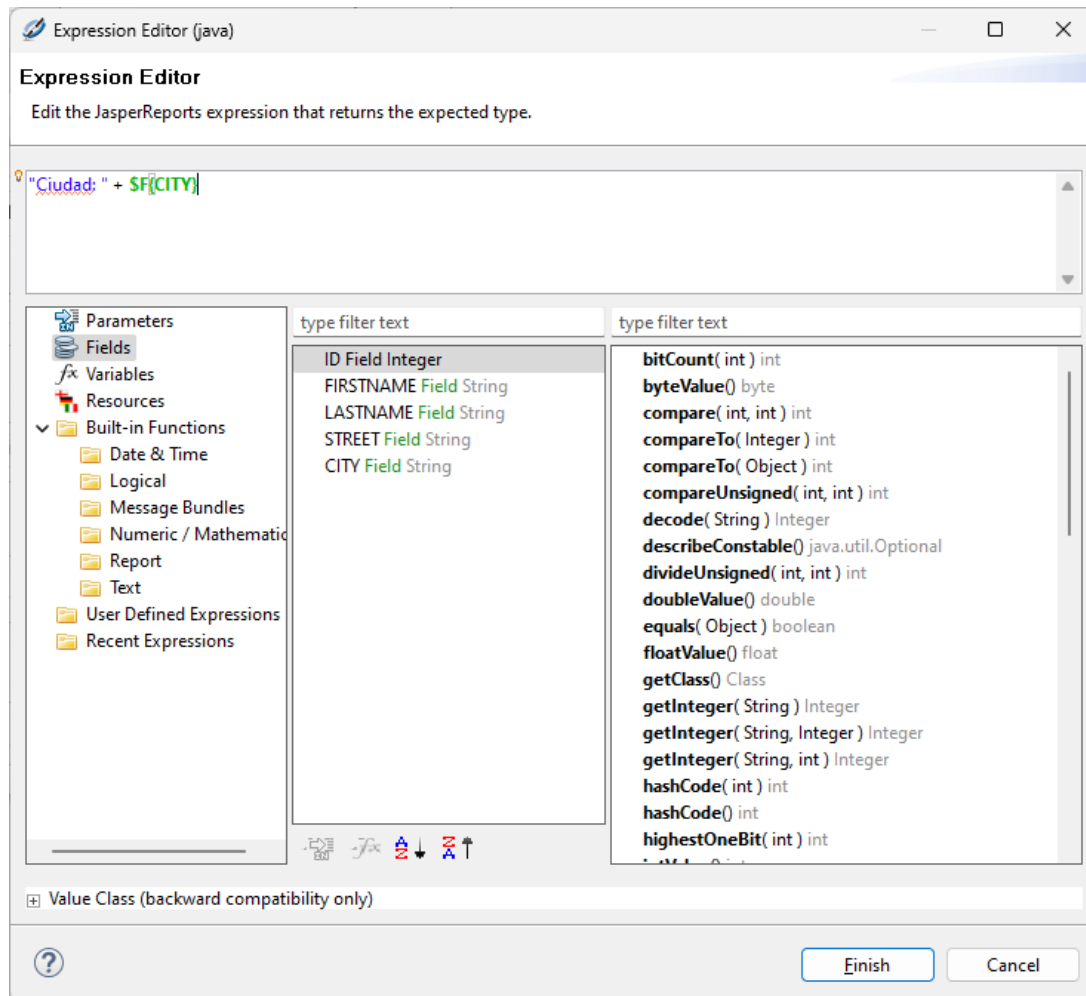 Expression Editor (java)
Expression Editor
Edit the JasperReports expression that returns the expected type.
"Ciudad: " + $F{CITY}
Parameters
Fields
fx Variables
Resources
Built-in Functions
Date & Time
Logical
Message Bundles
Numeric / Mathematic
Report
Text
User Defined Expressions
Recent Expressions
type filter text
ID Field Integer
FIRSTNAME Field String
LASTNAME Field String
STREET Field String
CITY Field String
type filter text
bitCount( int ) int
byteValue() byte
compare( int, int ) int
compareTo( Integer ) int
compareTo( Object ) int
compareUnsigned( int, int ) int
decode( String ) Integer
describeConstable() java.util.Optional
divideUnsigned( int, int ) int
doubleValue() double
equals( Object ) boolean
floatValue() float
getClass() Class
getInteger( String ) Integer
getInteger( String, Integer ) Integer
getInteger( String, int ) Integer
hashCode( int ) int
hashCode() int
highestOneBit( int ) int
Value Class (backward compatibility only)
Finish
Cancel